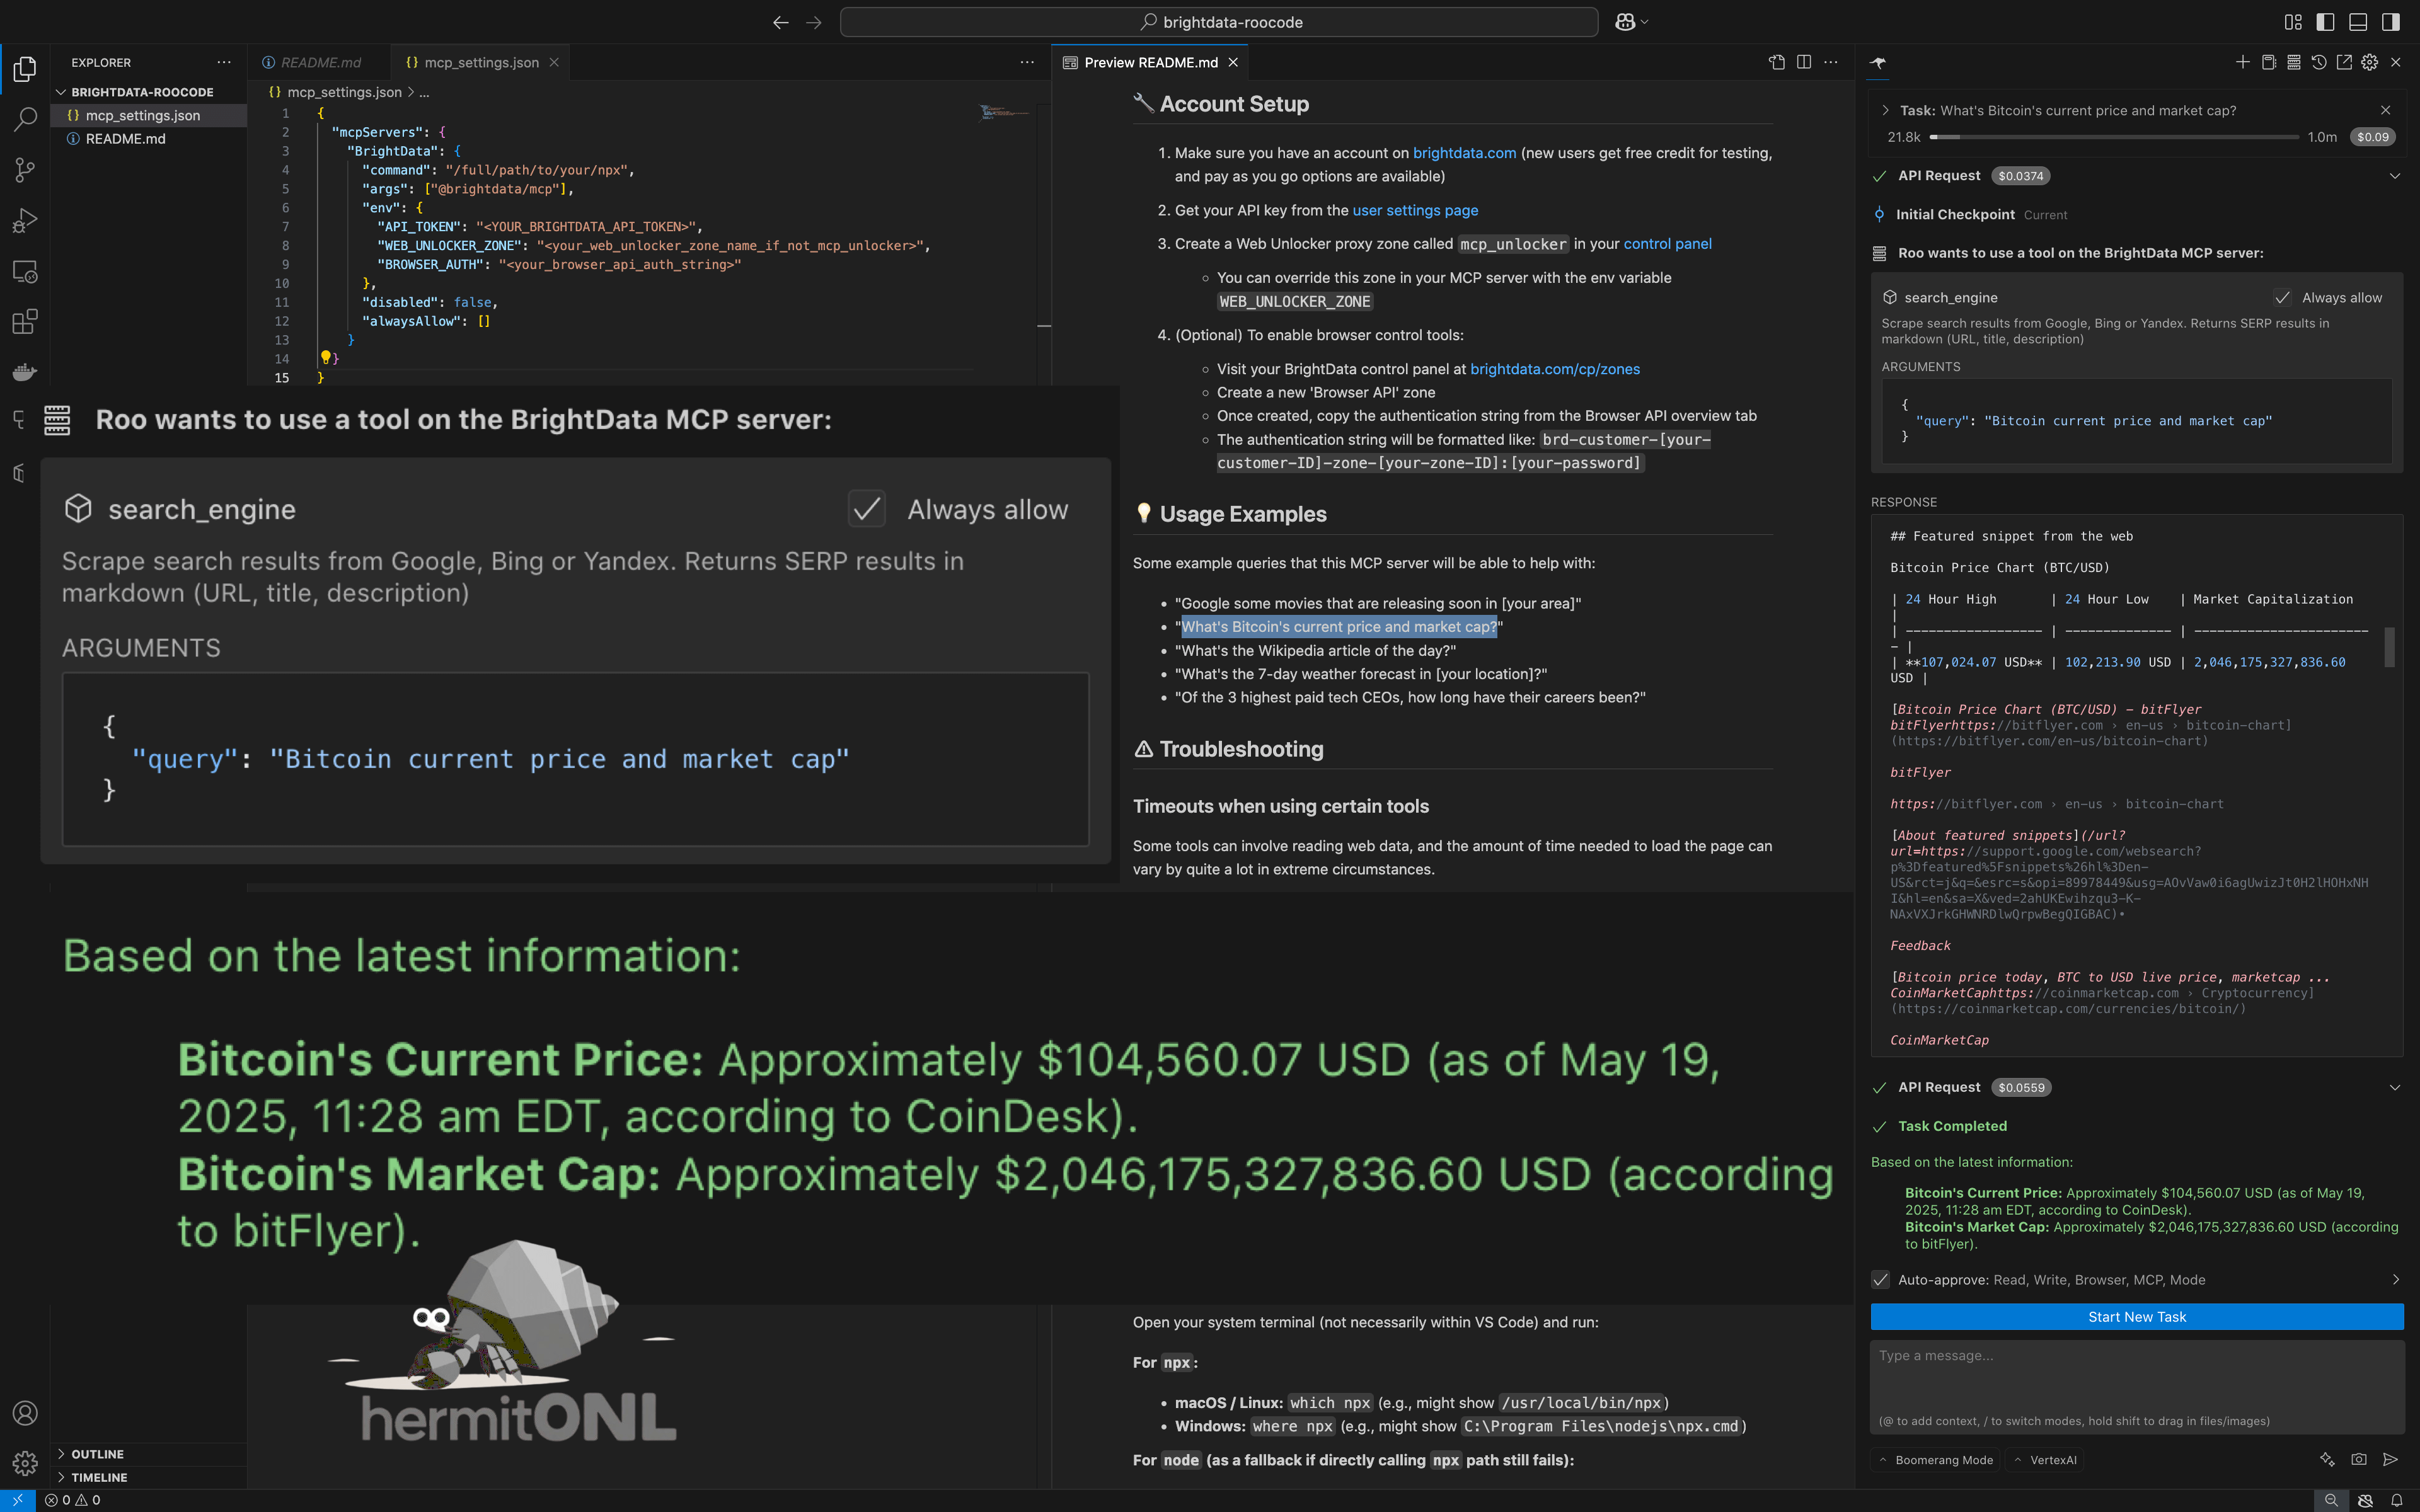 brightdata-roocode
EXPLORER
BRIGHTDATA-ROOCODE
{} mcp_settings.json
README.md
OUTLINE
TIMELINE
README.md
{} mcp_settings.json
{} mcp_settings.json > ...
1 {
2 "mcpServers": {
3 "BrightData": {
4 "command": "/full/path/to/your/npx",
5 "args": ["@brightdata/mcp"],
6 "env": {
7 "API_TOKEN": "<YOUR_BRIGHTDATA_API_TOKEN>",
8 "WEB_UNLOCKER_ZONE": "<your_web_unlocker_zone_name_if_not_mcp_unlocker>",
9 "BROWSER_AUTH": "<your_browser_api_auth_string>"
10 },
11 "disabled": false,
12 "alwaysAllow": []
13 }
14 }
15 }
Roo wants to use a tool on the BrightData MCP server:
search_engine
Always allow
Scrape search results from Google, Bing or Yandex. Returns SERP results in
markdown (URL, title, description)
ARGUMENTS
{
"query": "Bitcoin current price and market cap"
}
Based on the latest information:
Bitcoin's Current Price: Approximately $104,560.07 USD (as of May 19,
2025, 11:28 am EDT, according to CoinDesk).
Bitcoin's Market Cap: Approximately $2,046,175,327,836.60 USD (according
to bitFlyer).
hermitONL
Preview README.md
Account Setup
1. Make sure you have an account on brightdata.com (new users get free credit for testing,
and pay as you go options are available)
2. Get your API key from the user settings page
3. Create a Web Unlocker proxy zone called mcp_unlocker in your control panel
You can override this zone in your MCP server with the env variable
WEB_UNLOCKER_ZONE
4. (Optional) To enable browser control tools:
Visit your BrightData control panel at brightdata.com/cp/zones
Create a new 'Browser API' zone
Once created, copy the authentication string from the Browser API overview tab
The authentication string will be formatted like: brd-customer-[your-
customer-ID]-zone-[your-zone-ID]:[your-password]
Usage Examples
Some example queries that this MCP server will be able to help with:
"Google some movies that are releasing soon in [your area]"
"What's Bitcoin's current price and market cap?"
"What's the Wikipedia article of the day?"
"What's the 7-day weather forecast in [your location]?"
"Of the 3 highest paid tech CEOs, how long have their careers been?"
Troubleshooting
Timeouts when using certain tools
Some tools can involve reading web data, and the amount of time needed to load the page can
vary by quite a lot in extreme circumstances.
Open your system terminal (not necessarily within VS Code) and run:
For npx:
macOS / Linux: which npx (e.g., might show /usr/local/bin/npx)
Windows: where npx (e.g., might show C:\Program Files\nodejs\npx.cmd)
For node (as a fallback if directly calling npx path still fails):
Task: What's Bitcoin's current price and market cap?
21.8k 1.0m $0.09
API Request $0.0374
Initial Checkpoint Current
Roo wants to use a tool on the BrightData MCP server:
search_engine
Always allow
Scrape search results from Google, Bing or Yandex. Returns SERP results in
markdown (URL, title, description)
ARGUMENTS
{
"query": "Bitcoin current price and market cap"
}
RESPONSE
## Featured snippet from the web
Bitcoin Price Chart (BTC/USD)
| 24 Hour High | 24 Hour Low | Market Capitalization
|
| ------------------ | -------------- | -----------------------
- |
| **107,024.07 USD** | 102,213.90 USD | 2,046,175,327,836.60
USD |
[Bitcoin Price Chart (BTC/USD) - bitFlyer
bitFlyerhttps://bitflyer.com › en-us › bitcoin-chart]
(https://bitflyer.com/en-us/bitcoin-chart)
bitFlyer
https://bitflyer.com › en-us › bitcoin-chart
[About featured snippets](/url?
url=https://support.google.com/websearch?
p%3Dfeatured%5Fsnippets%26hl%3Den-
US&rct=j&q=&esrc=s&opi=89978449&usg=AOvVaw0i6agUwizJt0H2lHOHxNH
I&hl=en&sa=X&ved=2ahUKEwihzqu3-K-
NAxVXJrkGHWNRDlwQrpwBegQIGBAC)•
Feedback
[Bitcoin price today, BTC to USD live price, marketcap ...
CoinMarketCaphttps://coinmarketcap.com › Cryptocurrency]
(https://coinmarketcap.com/currencies/bitcoin/)
CoinMarketCap
API Request $0.0559
Task Completed
Based on the latest information:
Bitcoin's Current Price: Approximately $104,560.07 USD (as of May 19,
2025, 11:28 am EDT, according to CoinDesk).
Bitcoin's Market Cap: Approximately $2,046,175,327,836.60 USD (according
to bitFlyer).
Auto-approve: Read, Write, Browser, MCP, Mode
Start New Task
Type a message...
(@ to add context, / to switch modes, hold shift to drag in files/images)
Boomerang Mode
VertexAI
0 0